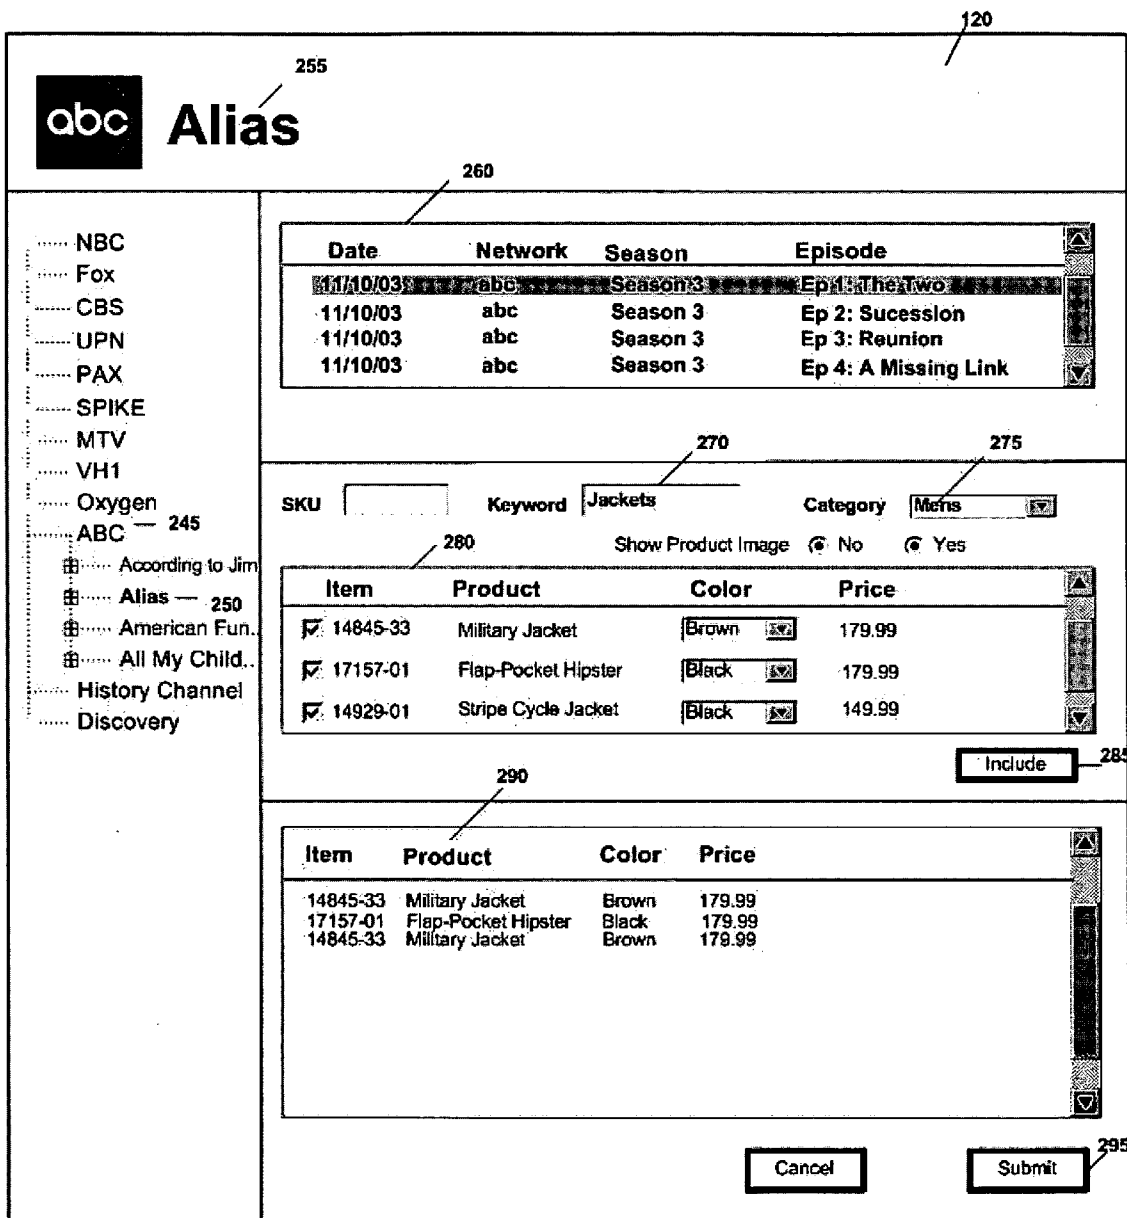 120
255
abc Alias
260
NBC
Fox
CBS
UPN
PAX
SPIKE
MTV
VH1
Oxygen
ABC 245
According to Jim
Alias 250
American Fun..
All My Child..
History Channel
Discovery
Date Network Season Episode
11/10/03 abc Season 3 Ep 1: The Two
11/10/03 abc Season 3 Ep 2: Sucession
11/10/03 abc Season 3 Ep 3: Reunion
11/10/03 abc Season 3 Ep 4: A Missing Link
270 275
SKU Keyword Jackets Category Mens
280 Show Product Image No Yes
Item Product Color Price
14845-33 Military Jacket Brown 179.99
17157-01 Flap-Pocket Hipster Black 179.99
14929-01 Stripe Cycle Jacket Black 149.99
Include 285
290
Item Product Color Price
14845-33 Military Jacket Brown 179.99
17157-01 Flap-Pocket Hipster Black 179.99
14845-33 Military Jacket Brown 179.99
Cancel Submit 295